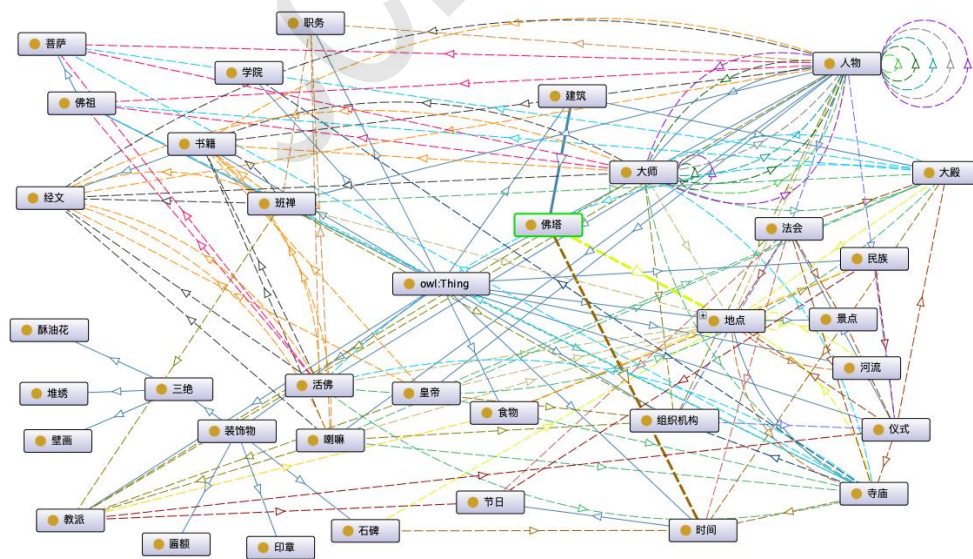 职务
菩萨
人物
学院
建筑
佛祖
书籍
大师
大殿
经文
班禅
佛塔
法会
民族
owl:Thing
地点
景点
酥油花
河流
堆绣
三绝
活佛
皇帝
食物
组织机构
仪式
壁画
装饰物
喇嘛
节日
寺庙
教派
石碑
时间
匾额
印章